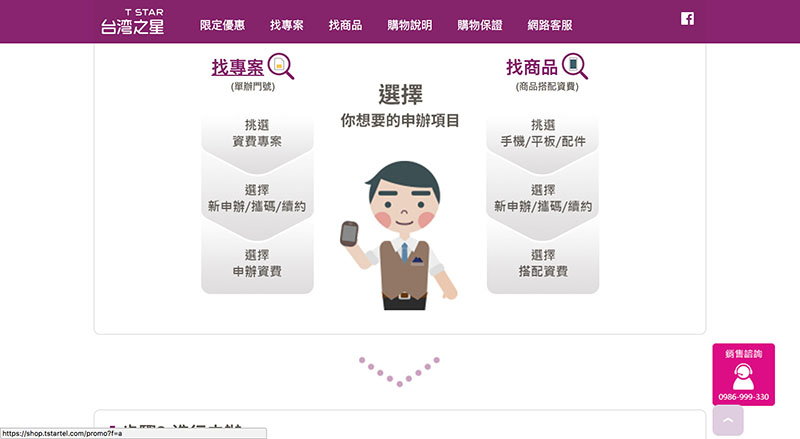 T STAR
台湾之星
限定優惠 找專案 找商品 購物說明 購物保證 網路客服
找專案
(單辦門號)
挑選
資費專案
選擇
新申辦/攜碼/續約
選擇
申辦資費
選擇
你想要的申辦項目
找商品
(商品搭配資費)
挑選
手機/平板/配件
選擇
新申辦/攜碼/續約
選擇
搭配資費
銷售諮詢
0986-999-330
https://shop.tstartel.com/promo?f=a